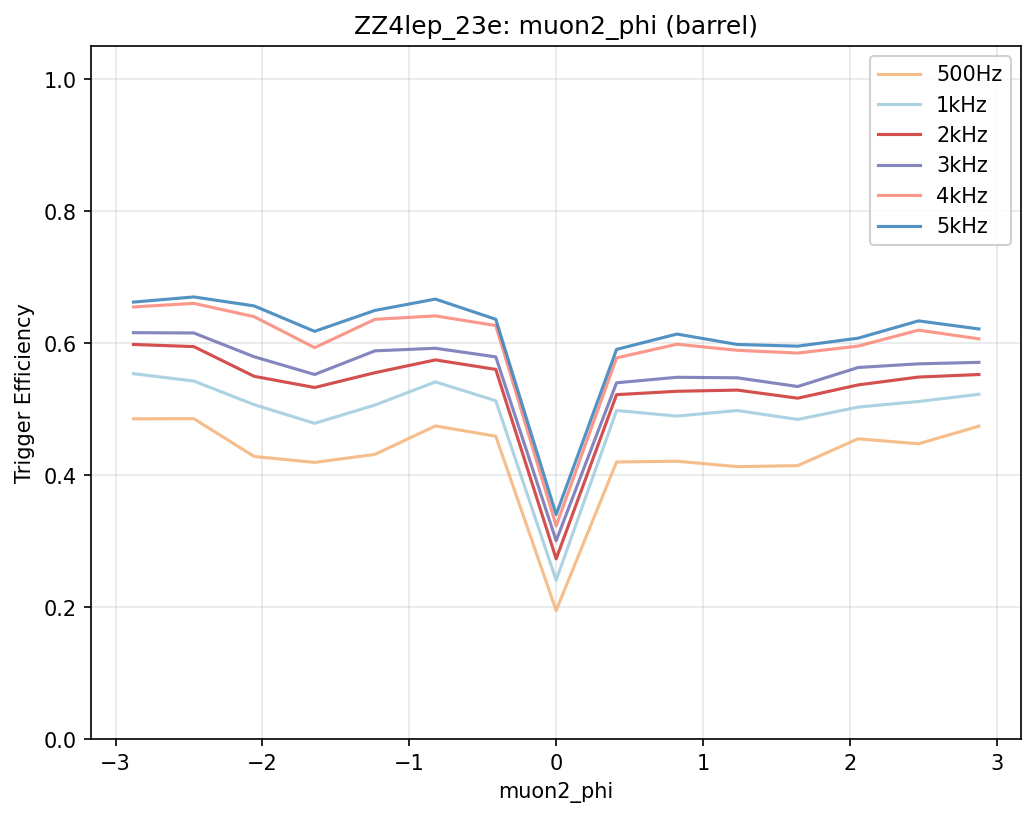 ZZ4lep_23e: muon2_phi (barrel)
500Hz
1kHz
2kHz
3kHz
4kHz
5kHz
Trigger Efficiency
1.0
0.8
0.6
0.4
0.2
0.0
−3 −2 −1 0 1 2 3
muon2_phi